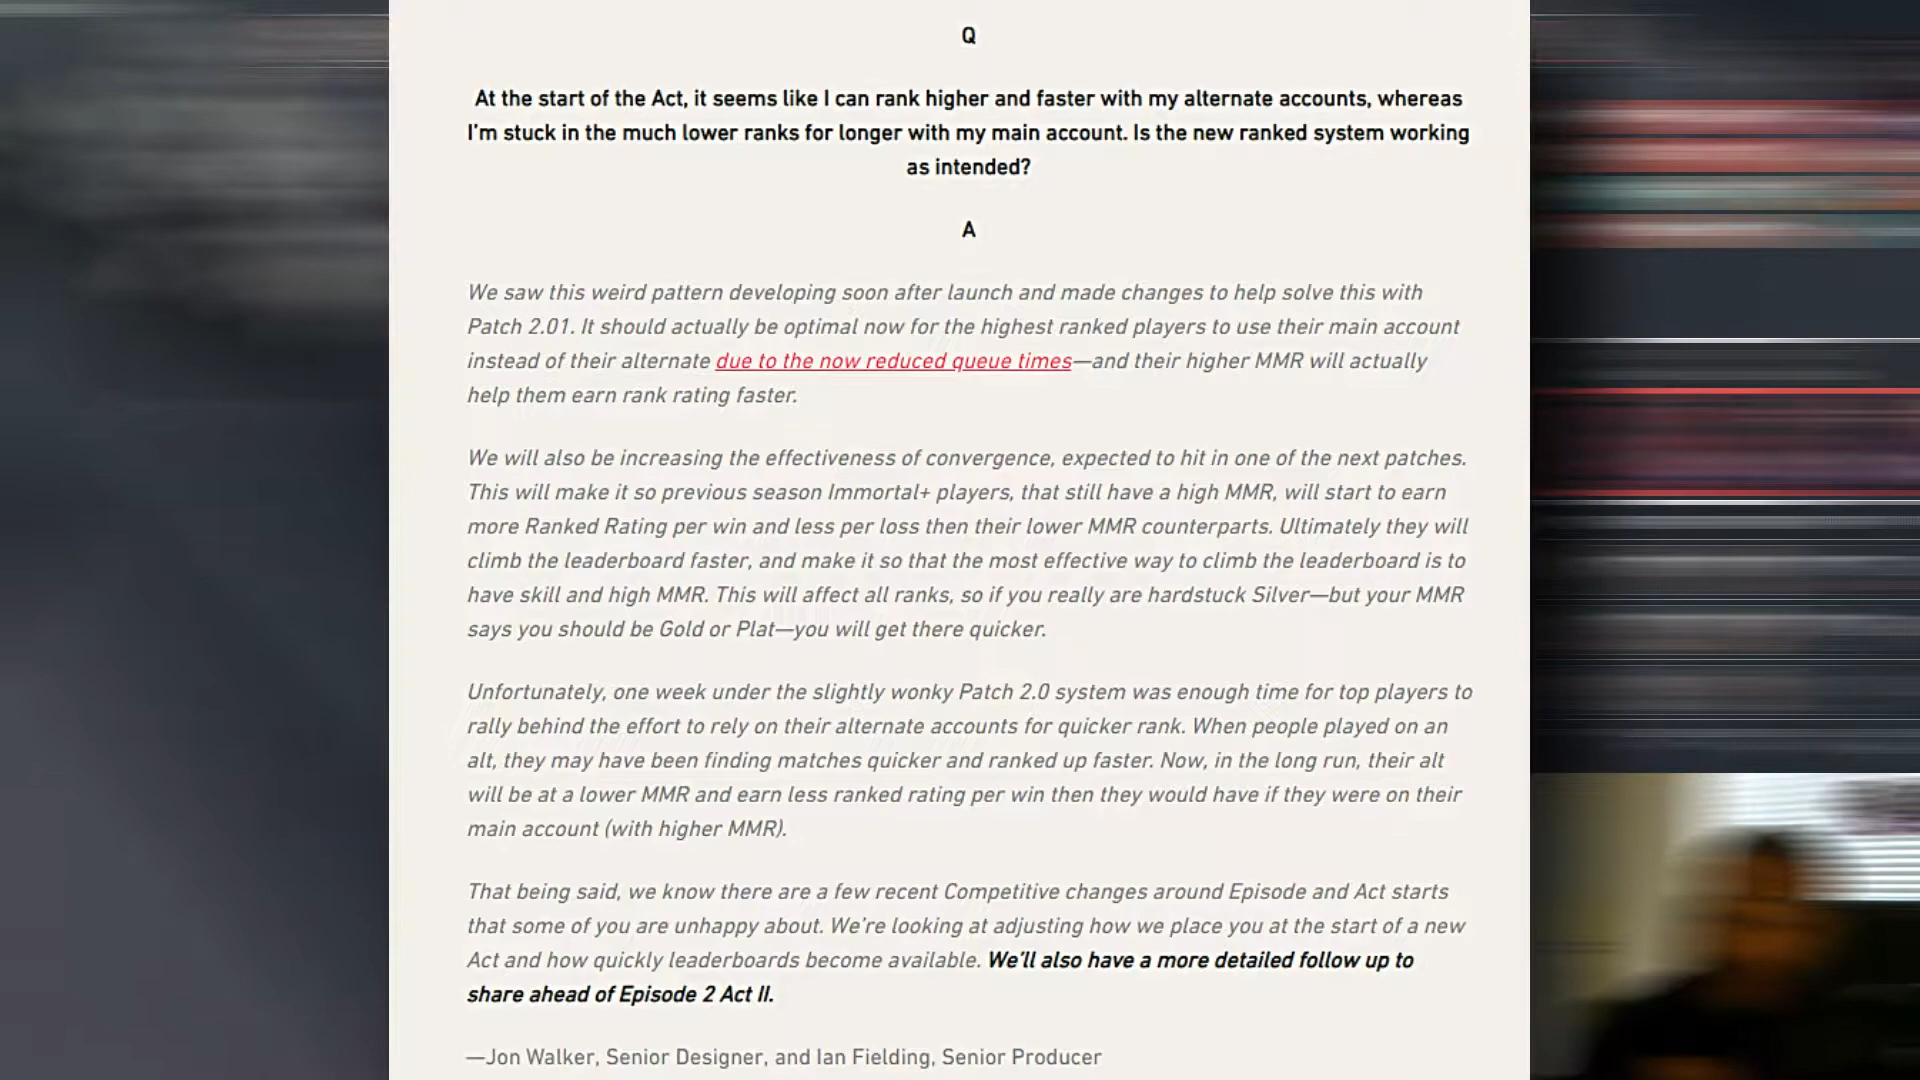 Q
At the start of the Act, it seems like I can rank higher and faster with my alternate accounts, whereas
I'm stuck in the much lower ranks for longer with my main account. Is the new ranked system working
as intended?
A
We saw this weird pattern developing soon after launch and made changes to help solve this with
Patch 2.01. It should actually be optimal now for the highest ranked players to use their main account
instead of their alternate due to the now reduced queue times—and their higher MMR will actually
help them earn rank rating faster.
We will also be increasing the effectiveness of convergence, expected to hit in one of the next patches.
This will make it so previous season Immortal+ players, that still have a high MMR, will start to earn
more Ranked Rating per win and less per loss then their lower MMR counterparts. Ultimately they will
climb the leaderboard faster, and make it so that the most effective way to climb the leaderboard is to
have skill and high MMR. This will affect all ranks, so if you really are hardstuck Silver—but your MMR
says you should be Gold or Plat—you will get there quicker.
Unfortunately, one week under the slightly wonky Patch 2.0 system was enough time for top players to
rally behind the effort to rely on their alternate accounts for quicker rank. When people played on an
alt, they may have been finding matches quicker and ranked up faster. Now, in the long run, their alt
will be at a lower MMR and earn less ranked rating per win then they would have if they were on their
main account (with higher MMR).
That being said, we know there are a few recent Competitive changes around Episode and Act starts
that some of you are unhappy about. We're looking at adjusting how we place you at the start of a new
Act and how quickly leaderboards become available. We'll also have a more detailed follow up to
share ahead of Episode 2 Act II.
—Jon Walker, Senior Designer, and Ian Fielding, Senior Producer